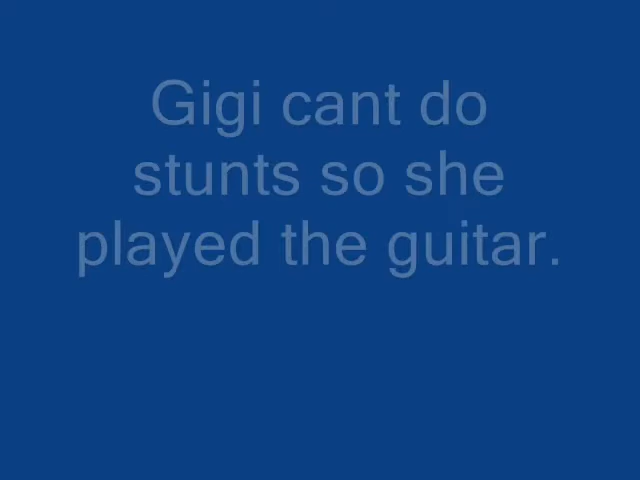 Gigi cant do
stunts so she
played the guitar.